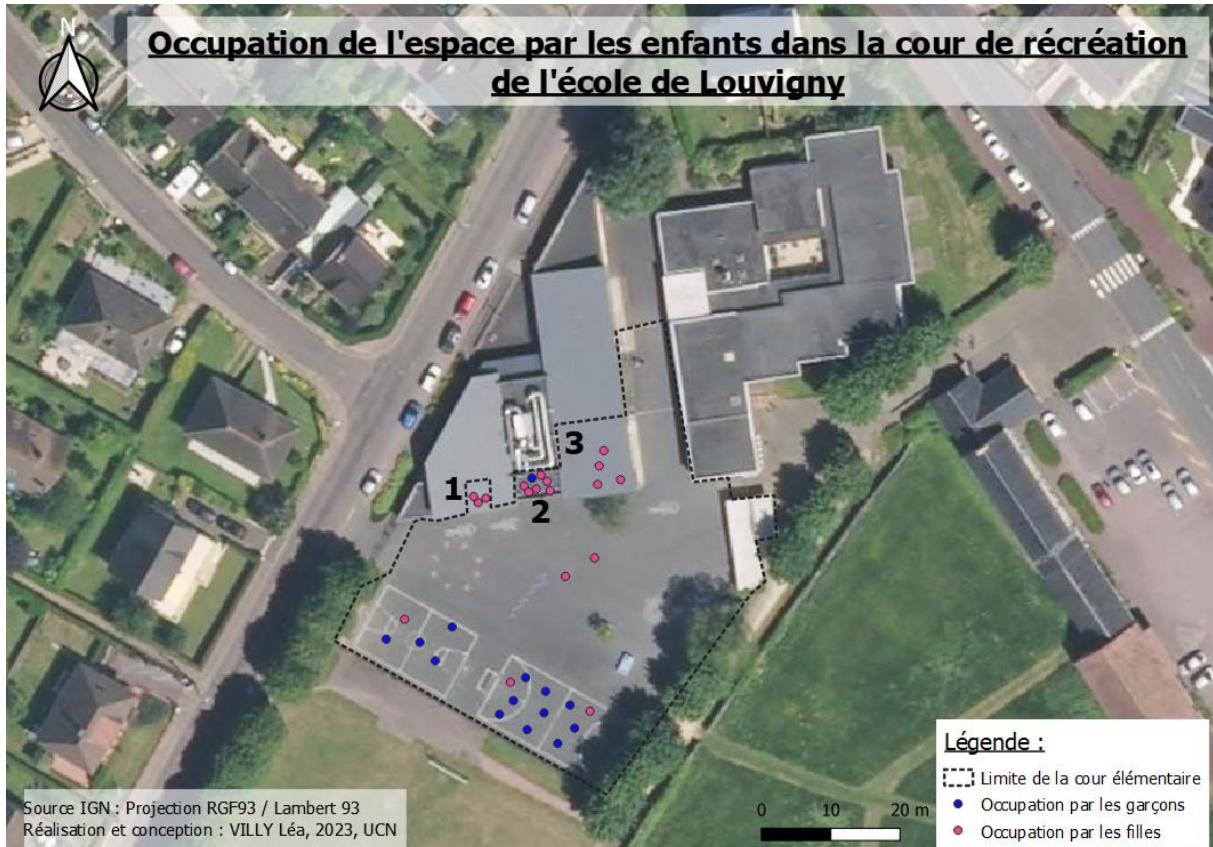 N
Occupation de l'espace par les enfants dans la cour de récréation
de l'école de Louvigny
3
1
2
Légende :
Limite de la cour élémentaire
Occupation par les garçons
Occupation par les filles
0 10 20 m
Source IGN : Projection RGF93 / Lambert 93
Réalisation et conception : VILLY Léa, 2023, UCN